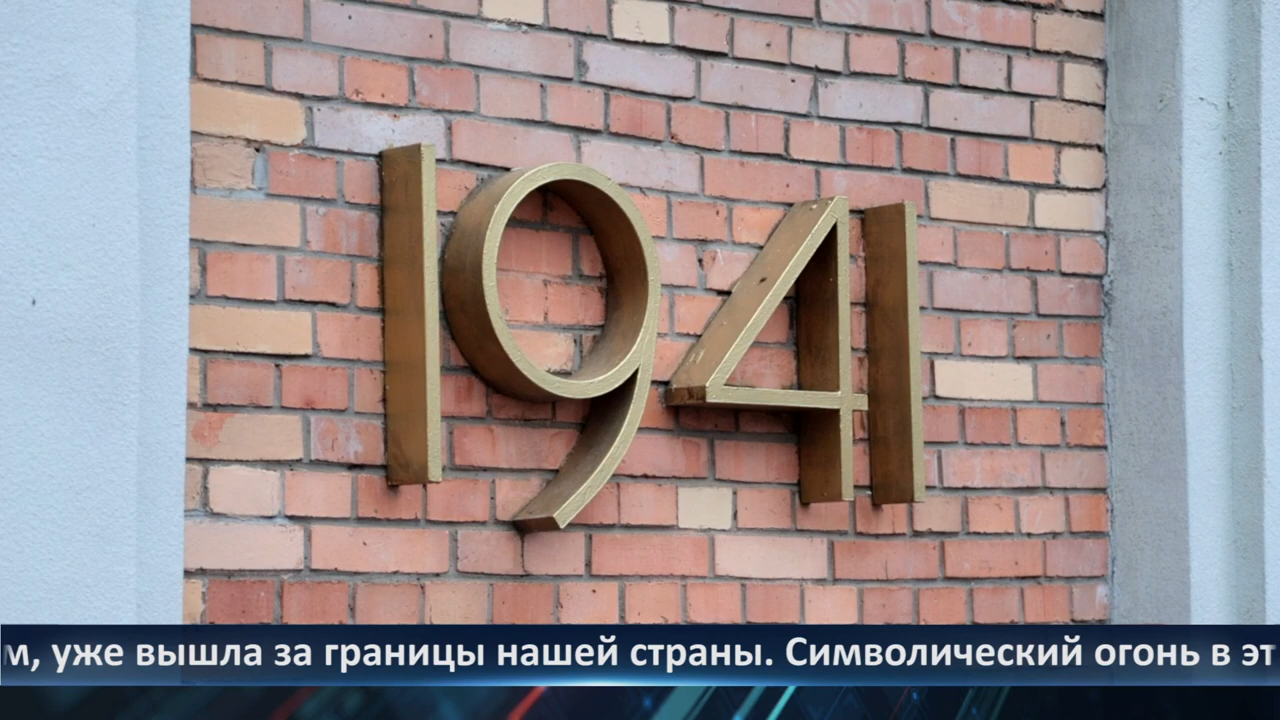 1941
м, уже вышла за границы нашей страны. Символический огонь в эт